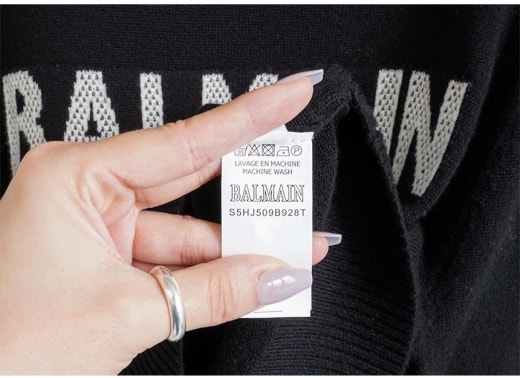 BALMAIN
LAVAGE EN MACHINE
MACHINE WASH
BALMAIN
S5HJ509B928T